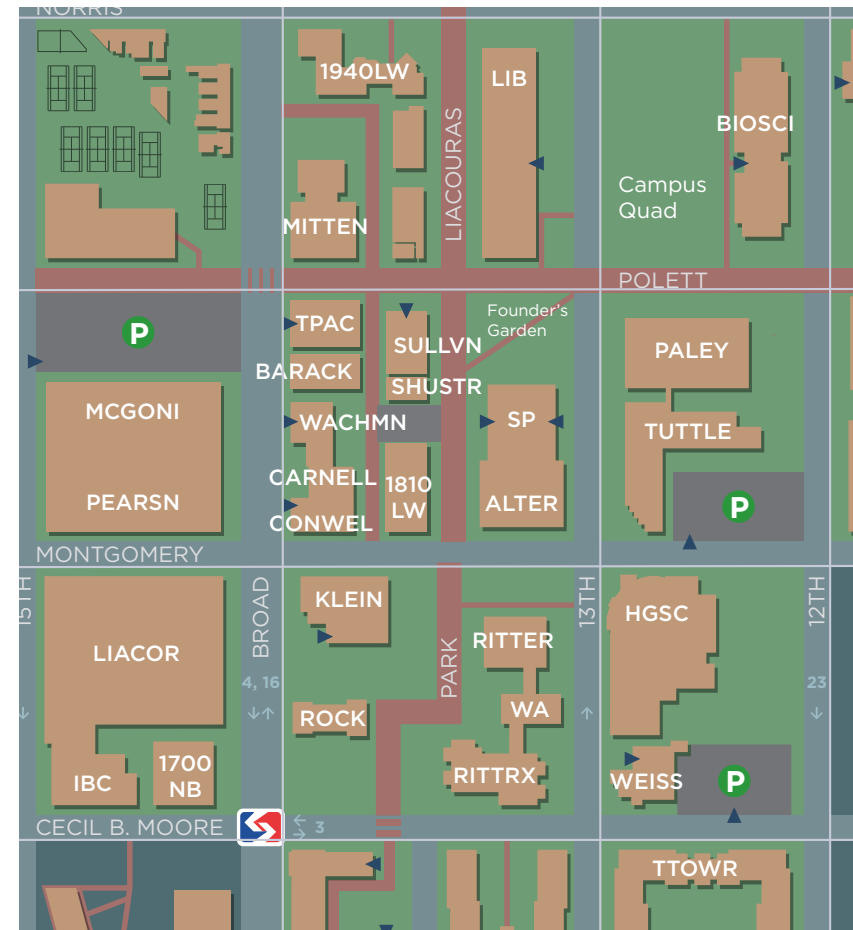 NORRIS
1940LW
LIB
LIACOURAS
BIOSCI
Campus
Quad
MITTEN
POLETT
P
TPAC
SULLVN
Founder's
Garden
PALEY
BARACK
SHUSTR
MCGONI
WACHMN
SP
TUTTLE
CARNELL
1810
LW
PEARSN
CONWEL
ALTER
P
MONTGOMERY
15TH
BROAD
KLEIN
PARK
RITTER
13TH
HGSC
12TH
LIACOR
4, 16
↓↑
ROCK
WA
23
↓
↓
↑
1700
NB
IBC
RITTRX
WEISS
P
CECIL B. MOORE
S
←
→ 3
TTOWR